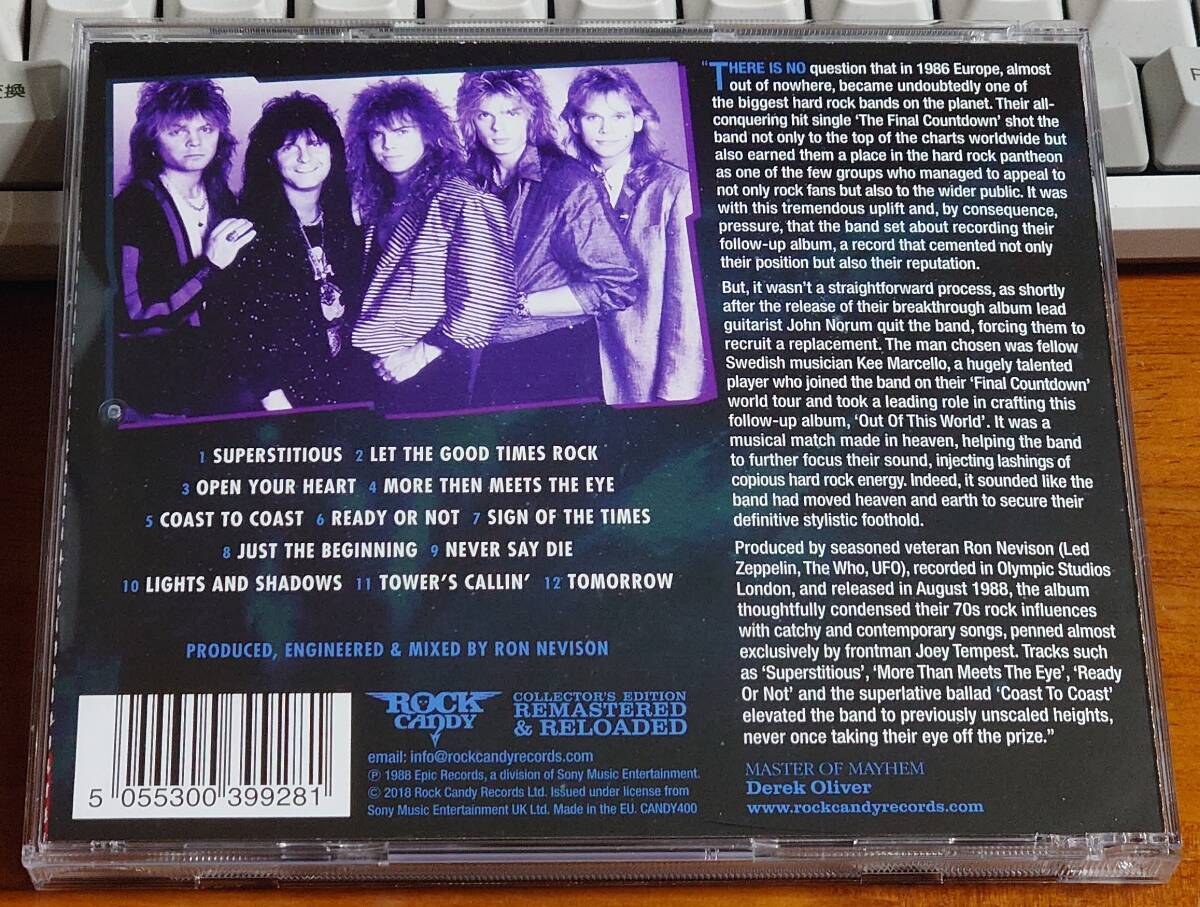 変換
“THERE IS NO question that in 1986 Europe, almost
out of nowhere, became undoubtedly one of
the biggest hard rock bands on the planet. Their all-
conquering hit single ‘The Final Countdown’ shot the
band not only to the top of the charts worldwide but
also earned them a place in the hard rock pantheon
as one of the few groups who managed to appeal to
not only rock fans but also to the wider public. It was
with this tremendous uplift and, by consequence,
pressure, that the band set about recording their
follow-up album, a record that cemented not only
their position but also their reputation.
But, it wasn’t a straightforward process, as shortly
after the release of their breakthrough album lead
guitarist John Norum quit the band, forcing them to
recruit a replacement. The man chosen was fellow
Swedish musician Kee Marcello, a hugely talented
player who joined the band on their ‘Final Countdown’
world tour and took a leading role in crafting this
follow-up album, ‘Out Of This World’. It was a
musical match made in heaven, helping the band
to further focus their sound, injecting lashings of
copious hard rock energy. Indeed, it sounded like the
band had moved heaven and earth to secure their
definitive stylistic foothold.
Produced by seasoned veteran Ron Nevison (Led
Zeppelin, The Who, UFO), recorded in Olympic Studios
London, and released in August 1988, the album
thoughtfully condensed their 70s rock influences
with catchy and contemporary songs, penned almost
exclusively by frontman Joey Tempest. Tracks such
as ‘Superstitious’, ‘More Than Meets The Eye’, ‘Ready
Or Not’ and the superlative ballad ‘Coast To Coast’
elevated the band to previously unscaled heights,
never once taking their eye off the prize.”
MASTER OF MAYHEM
Derek Oliver
www.rockcandyrecords.com
1 SUPERSTITIOUS 2 LET THE GOOD TIMES ROCK
3 OPEN YOUR HEART 4 MORE THEN MEETS THE EYE
5 COAST TO COAST 6 READY OR NOT 7 SIGN OF THE TIMES
8 JUST THE BEGINNING 9 NEVER SAY DIE
10 LIGHTS AND SHADOWS 11 TOWER’S CALLIN’ 12 TOMORROW
PRODUCED, ENGINEERED & MIXED BY RON NEVISON
ROCK
CANDY
COLLECTOR’S EDITION
REMASTERED
& RELOADED
email: info@rockcandyrecords.com
℗ 1988 Epic Records, a division of Sony Music Entertainment.
© 2018 Rock Candy Records Ltd. Issued under license from
Sony Music Entertainment UK Ltd. Made in the EU. CANDY400
5 055300 399281